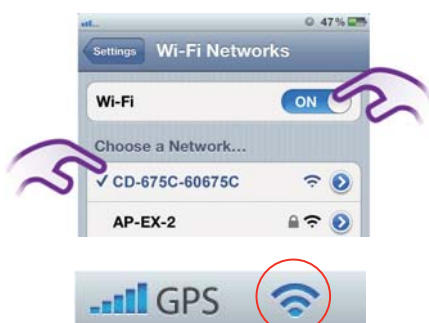 47%
Settings Wi-Fi Networks
Wi-Fi ON
Choose a Network...
✓ CD-675C-60675C
AP-EX-2
GPS